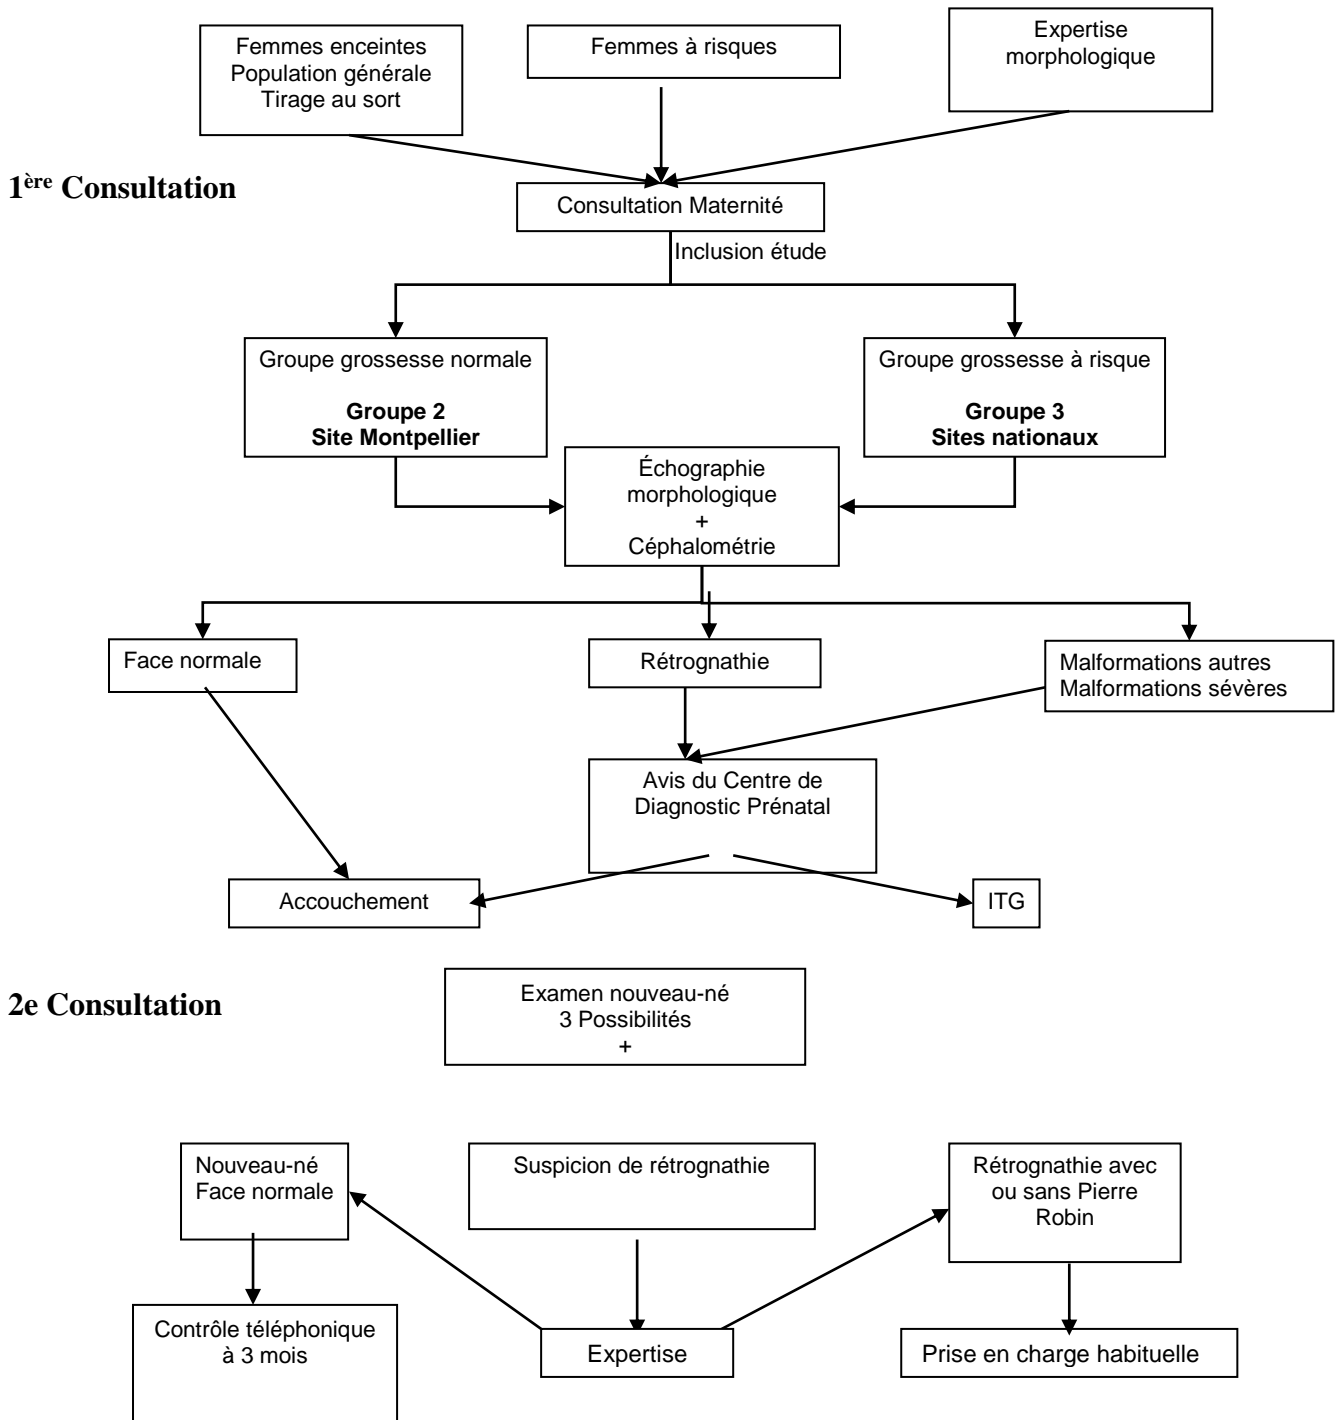 Femmes enceintes
Population générale
Tirage au sort
Femmes à risques
Expertise
morphologique
1ère Consultation
Consultation Maternité
Inclusion étude
Groupe grossesse normale
Groupe 2
Site Montpellier
Groupe grossesse à risque
Groupe 3
Sites nationaux
Échographie
morphologique
+
Céphalométrie
Face normale
Rétrognathie
Malformations autres
Malformations sévères
Avis du Centre de
Diagnostic Prénatal
Accouchement
ITG
2e Consultation
Examen nouveau-né
3 Possibilités
+
Nouveau-né
Face normale
Suspicion de rétrognathie
Rétrognathie avec
ou sans Pierre
Robin
Contrôle téléphonique
à 3 mois
Expertise
Prise en charge habituelle